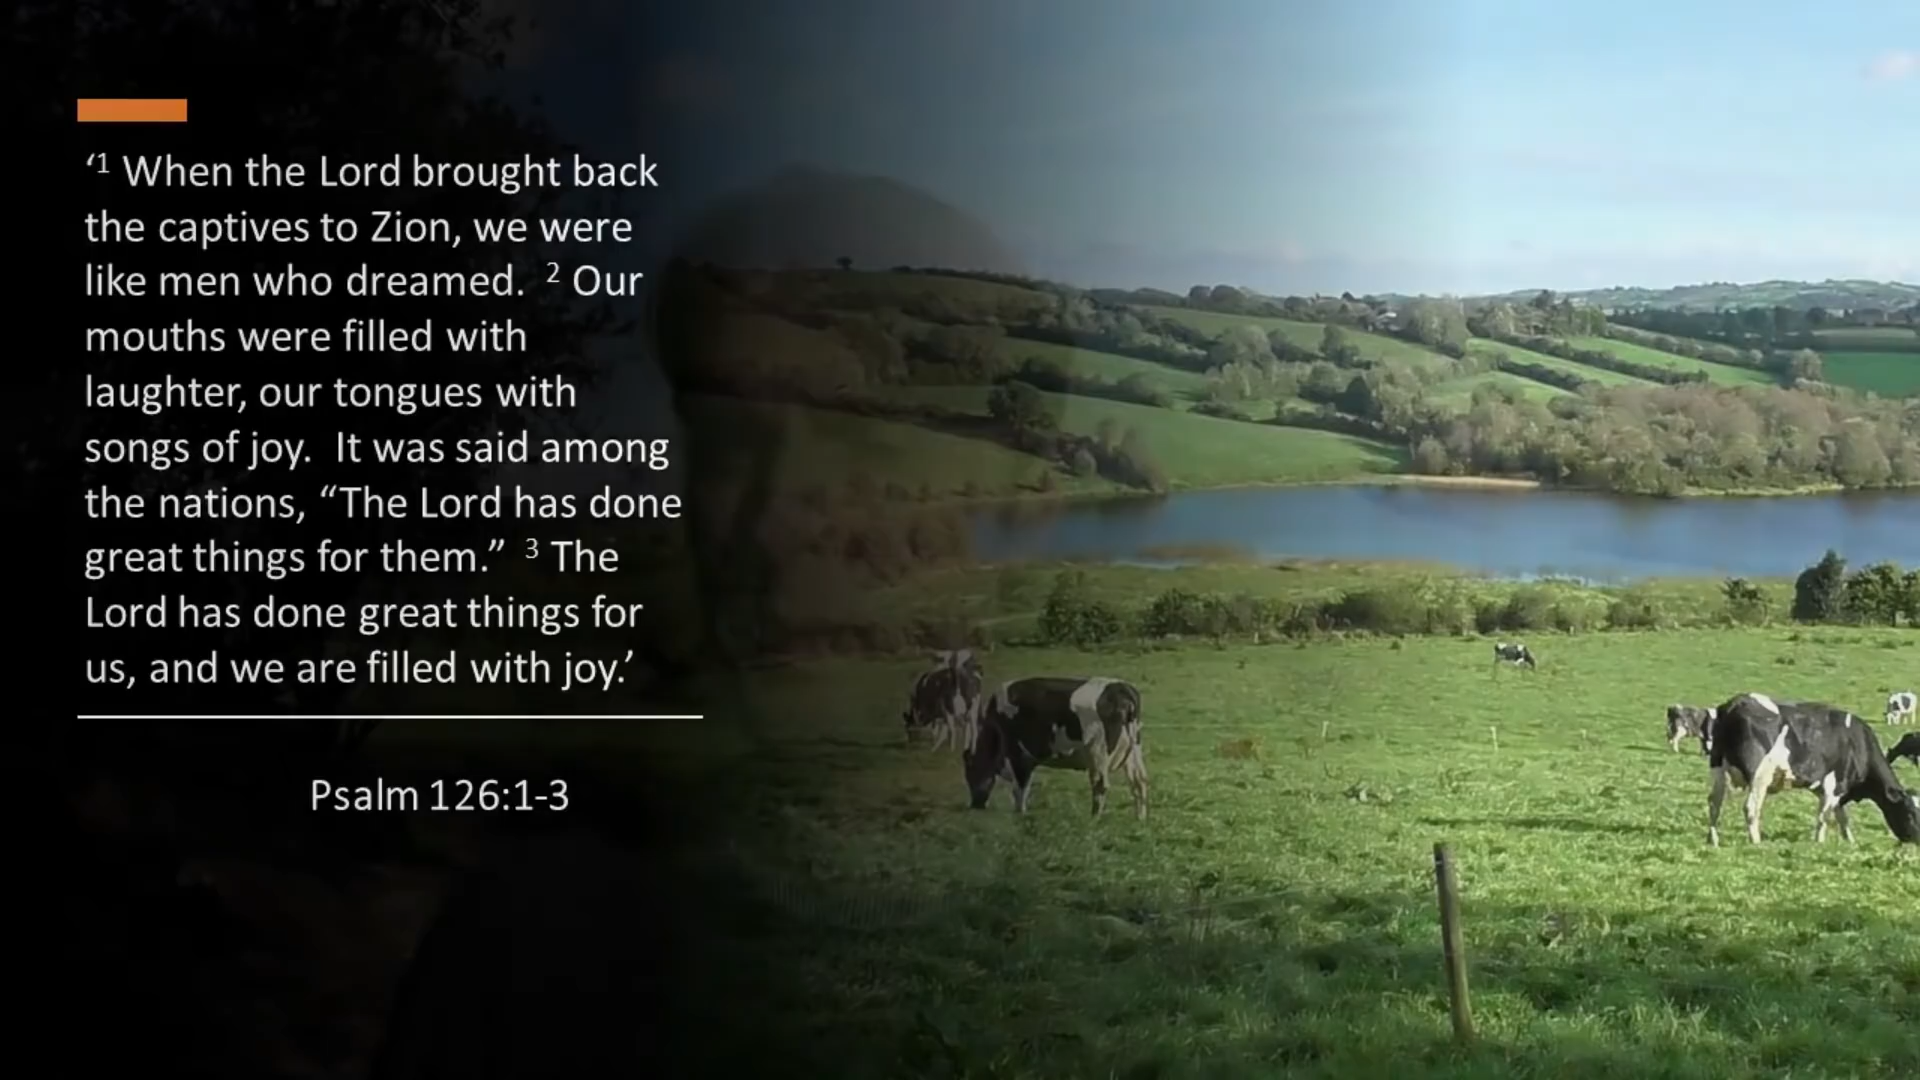 ‘1 When the Lord brought back
the captives to Zion, we were
like men who dreamed.  2 Our
mouths were filled with
laughter, our tongues with
songs of joy.  It was said among
the nations, “The Lord has done
great things for them.”  3 The
Lord has done great things for
us, and we are filled with joy.’
Psalm 126:1-3